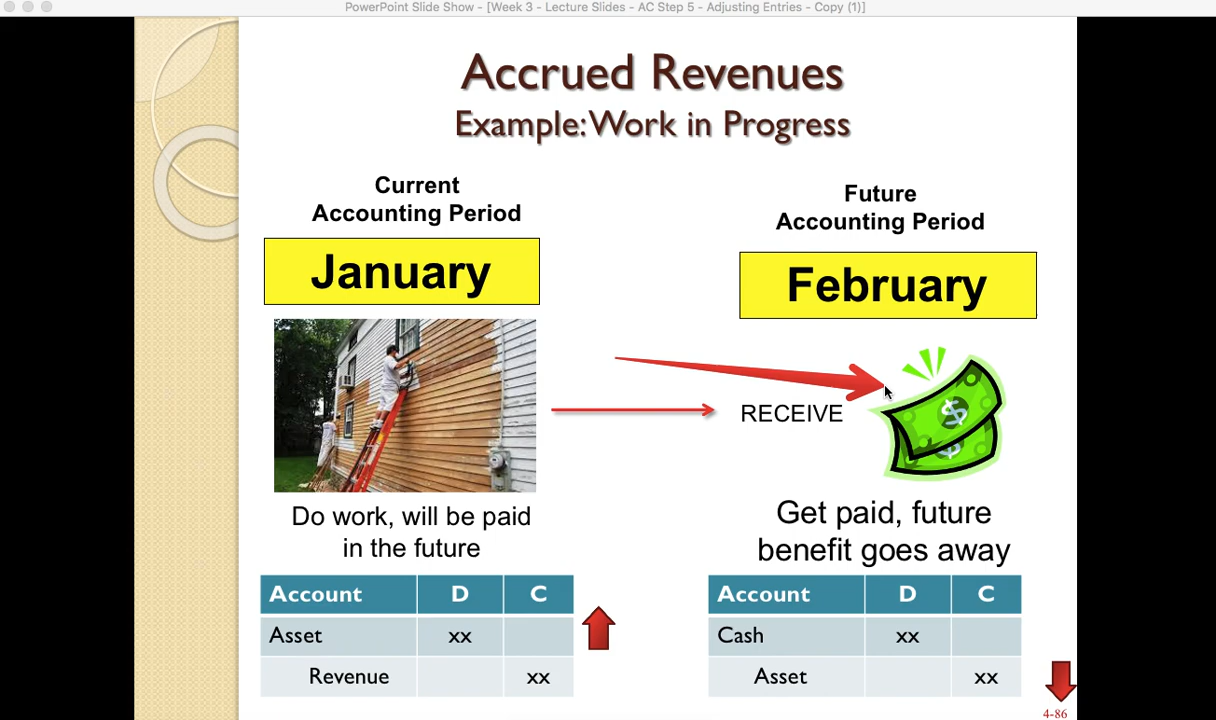 PowerPoint Slide Show - [Week 3 - Lecture Slides - AC Step 5 - Adjusting Entries - Copy (1)]
Accrued Revenues
Example: Work in Progress
Current
Accounting Period
January
Do work, will be paid
in the future
Account D C
Asset xx
Revenue xx
Future
Accounting Period
February
RECEIVE
$
$
Get paid, future
benefit goes away
Account D C
Cash xx
Asset xx
4-86